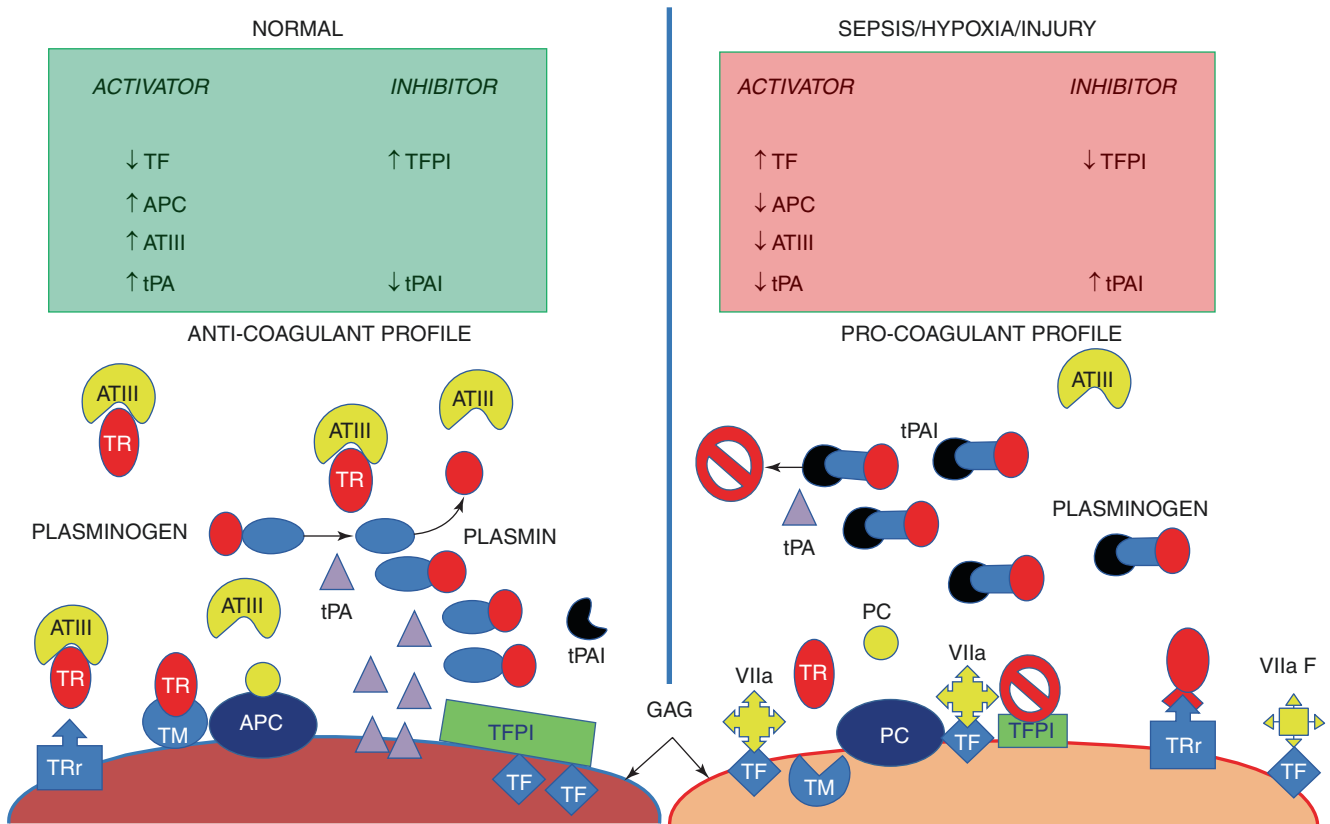 NORMAL
ACTIVATOR INHIBITOR
↓ TF ↑ TFPI
↑ APC
↑ ATIII
↑ tPA ↓ tPAI
ANTI-COAGULANT PROFILE
ATIII
TR
ATIII
TR
ATIII
PLASMINOGEN
PLASMIN
tPA
ATIII
tPAI
ATIII
TR
TRr
TR
TM
APC
TFPI
TF
TF
GAG
SEPSIS/HYPOXIA/INJURY
ACTIVATOR INHIBITOR
↑ TF ↓ TFPI
↓ APC
↓ ATIII
↓ tPA ↑ tPAI
PRO-COAGULANT PROFILE
ATIII
tPAI
tPA
PLASMINOGEN
PC
VIIa
TR
VIIa
VIIa F
TF
TM
PC
TF
TFPI
TRr
TF